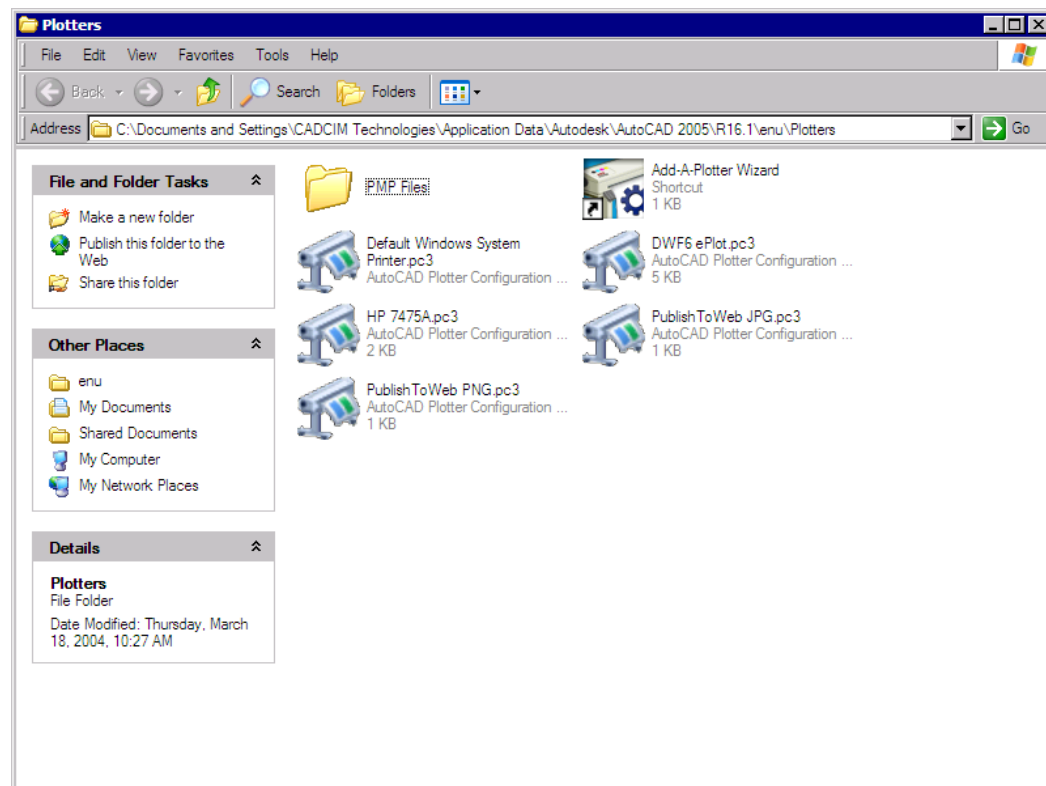 Plotters
File Edit View Favorites Tools Help
Back Search Folders
Address C:\Documents and Settings\CADCIM Technologies\Application Data\Autodesk\AutoCAD 2005\R16.1\enu\Plotters Go
File and Folder Tasks
Make a new folder
Publish this folder to the
Web
Share this folder
Other Places
enu
My Documents
Shared Documents
My Computer
My Network Places
Details
Plotters
File Folder
Date Modified: Thursday, March
18, 2004, 10:27 AM
PMP Files
Add-A-Plotter Wizard
Shortcut
1 KB
Default Windows System
Printer.pc3
AutoCAD Plotter Configuration ...
DWF6 ePlot.pc3
AutoCAD Plotter Configuration ...
5 KB
HP 7475A.pc3
AutoCAD Plotter Configuration ...
2 KB
PublishToWeb JPG.pc3
AutoCAD Plotter Configuration ...
1 KB
PublishToWeb PNG.pc3
AutoCAD Plotter Configuration ...
1 KB